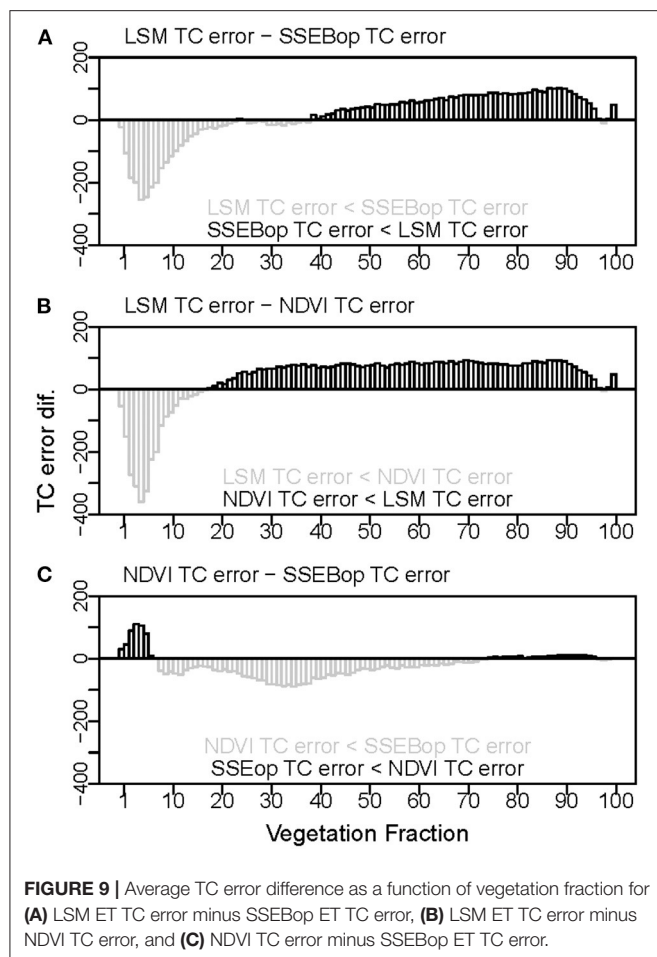 A
LSM TC error – SSEBop TC error
200
0
−200
−400
LSM TC error < SSEBop TC error
SSEBop TC error < LSM TC error
1 10 20 30 40 50 60 70 80 90 100
B
LSM TC error – NDVI TC error
TC error dif.
200
0
−200
−400
LSM TC error < NDVI TC error
NDVI TC error < LSM TC error
1 10 20 30 40 50 60 70 80 90 100
C
NDVI TC error – SSEBop TC error
200
0
−200
−400
NDVI TC error < SSEBop TC error
SSEop TC error < NDVI TC error
1 10 20 30 40 50 60 70 80 90 100
Vegetation Fraction
FIGURE 9 | Average TC error difference as a function of vegetation fraction for
(A) LSM ET TC error minus SSEBop ET TC error, (B) LSM ET TC error minus
NDVI TC error, and (C) NDVI TC error minus SSEBop ET TC error.